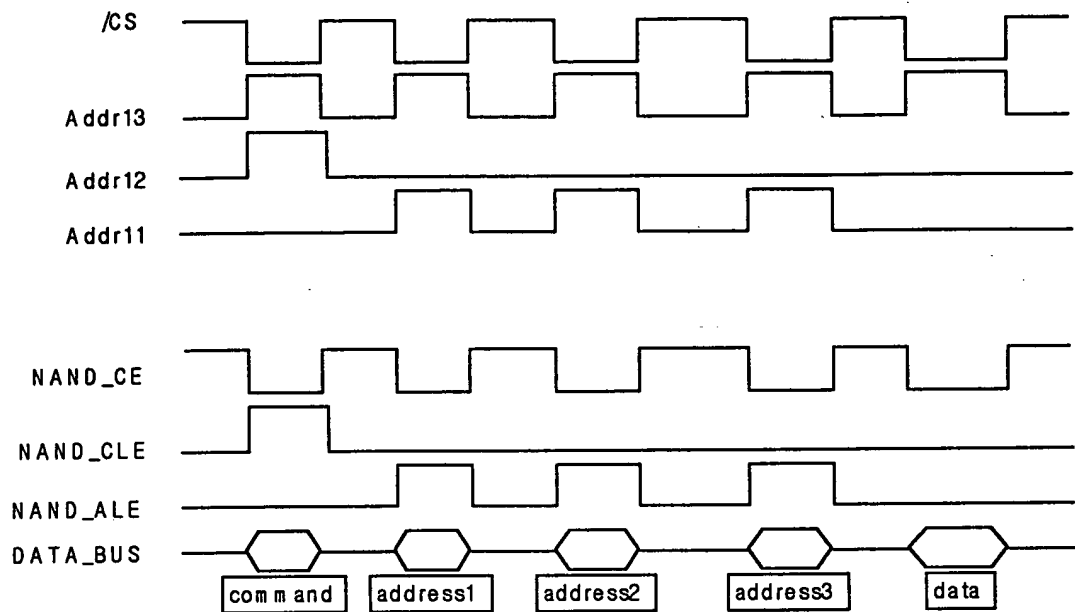 /CS
Addr13
Addr12
Addr11
NAND_CE
NAND_CLE
NAND_ALE
DATA_BUS
command address1 address2 address3 data